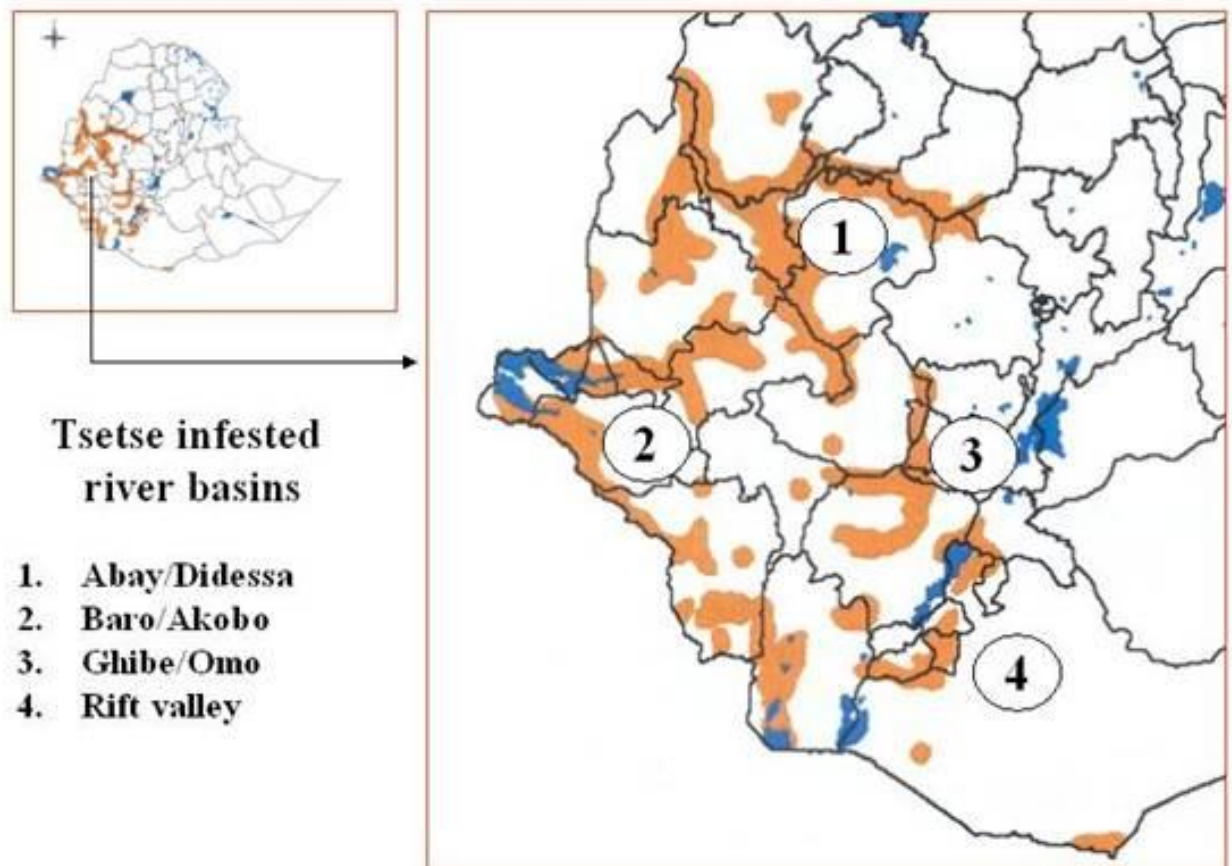 Tsetse infested
river basins
1. Abay/Didessa
2. Baro/Akobo
3. Ghibe/Omo
4. Rift valley
1
2
3
4